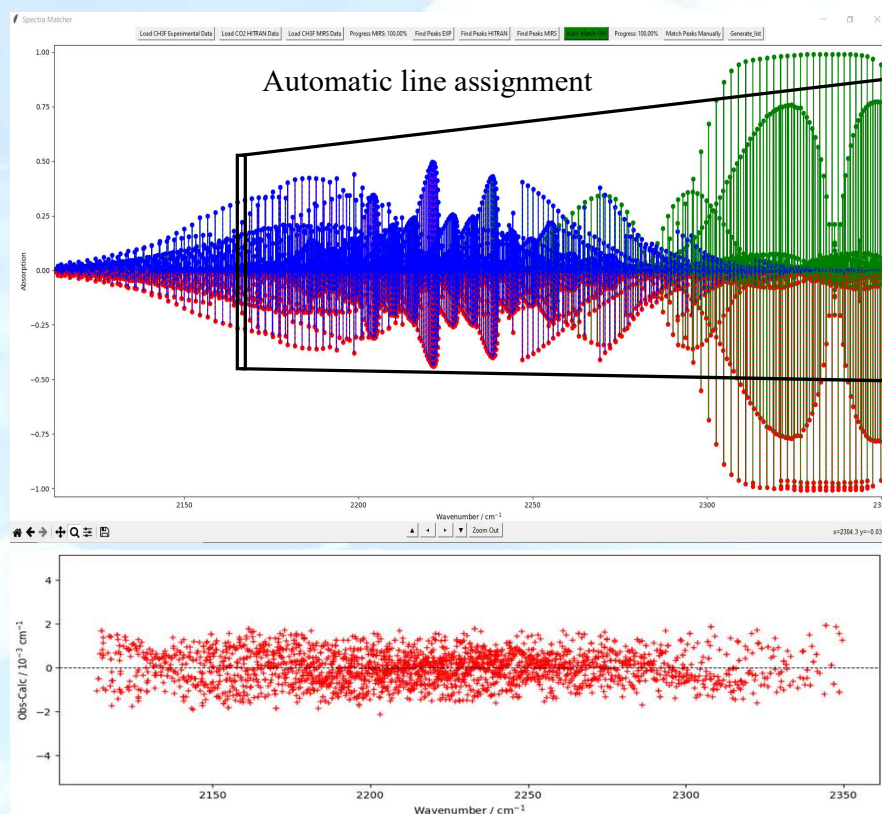 Spectra Matcher
Load CH3F Experimental Data Load CO2 HITRAN Data Load CH3F MIRS Data Progress MIRS: 100.00% Find Peaks EXP Find Peaks HITRAN Find Peaks MIRS Auto-Match ON Progress: 100.00% Match Peaks Manually Generate_list
Automatic line assignment
1.00
0.75
0.50
0.25
0.00
−0.25
−0.50
−0.75
−1.00
Absorption
2150 2200 2250 2300
Wavenumber / cm⁻¹
Zoom Out
x=2304.3 y=−0.03
4
2
0
−2
−4
Obs-Calc / 10⁻³ cm⁻¹
2150 2200 2250 2300 2350
Wavenumber / cm⁻¹